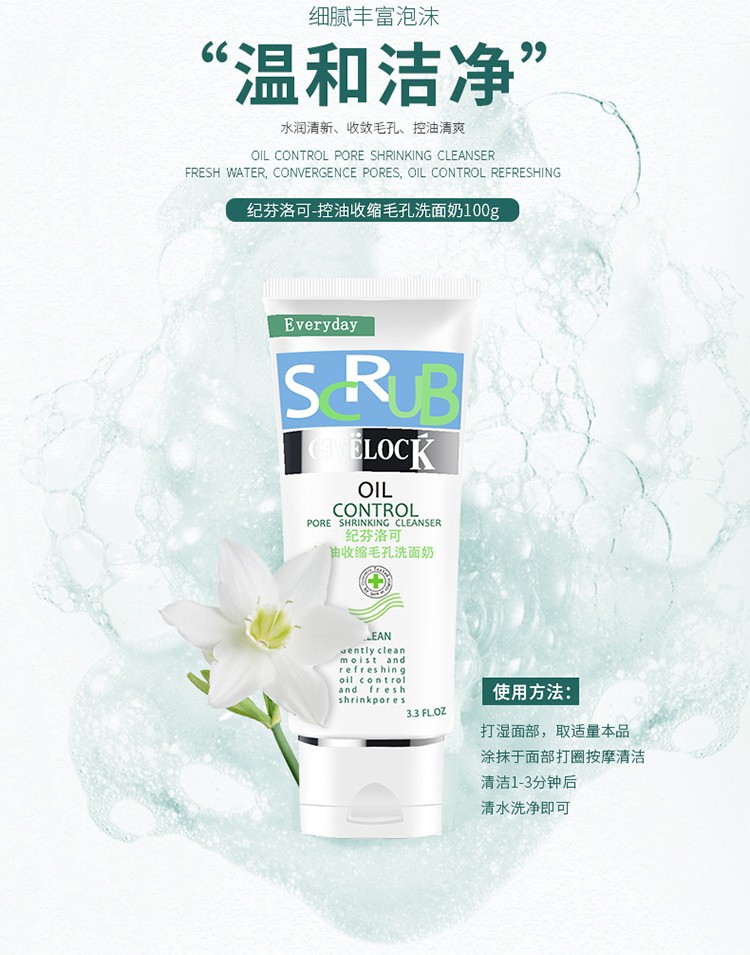 细腻丰富泡沫
“温和洁净”
水润清新、收敛毛孔、控油清爽
OIL CONTROL PORE SHRINKING CLEANSER
FRESH WATER, CONVERGENCE PORES, OIL CONTROL REFRESHING
纪芬洛可-控油收缩毛孔洗面奶100g
Everyday
SCRUB
GIVËLOCḰ
OIL
CONTROL
PORE SHRINKING CLEANSER
纪芬洛可
油收缩毛孔洗面奶
LEAN
Gently clean
moist and
refreshing
oil control
and fresh
shrinkpores
3.3 FL.OZ
使用方法：
打湿面部，取适量本品
涂抹于面部打圈按摩清洁
清洁1-3分钟后
清水洗净即可